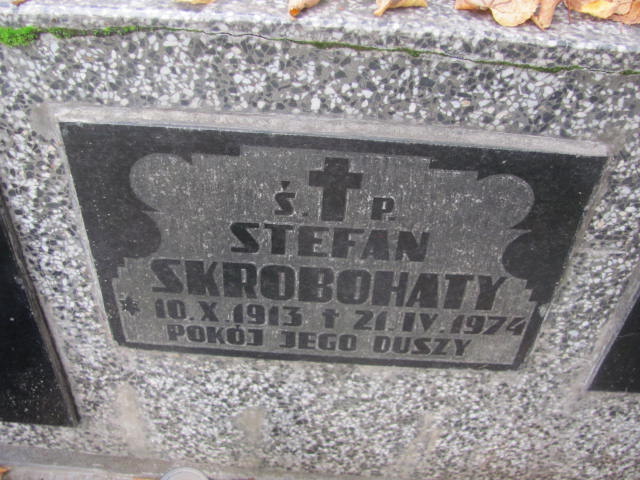 Ś. P.
STEFAN
SKROBOHATY
* 10.X.1913 † 21.IV.1974
POKÓJ JEGO DUSZY